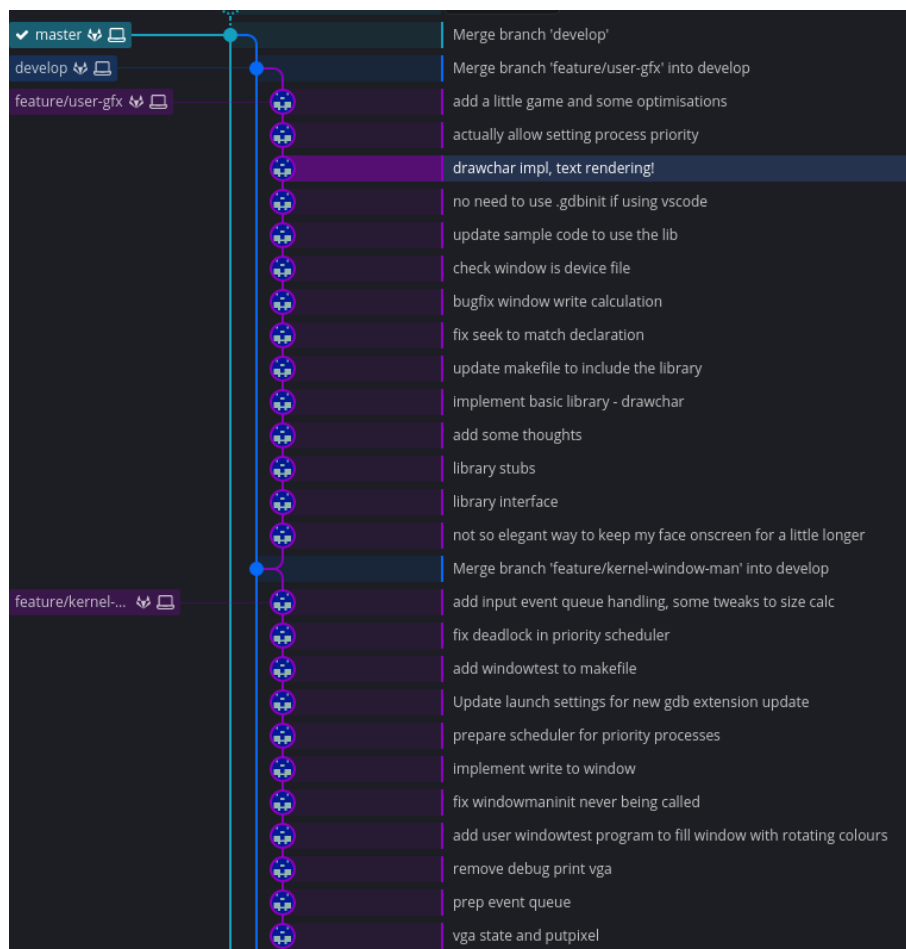 master Merge branch 'develop'
develop Merge branch 'feature/user-gfx' into develop
feature/user-gfx add a little game and some optimisations
actually allow setting process priority
drawchar impl, text rendering!
no need to use .gdbinit if using vscode
update sample code to use the lib
check window is device file
bugfix window write calculation
fix seek to match declaration
update makefile to include the library
implement basic library - drawchar
add some thoughts
library stubs
library interface
not so elegant way to keep my face onscreen for a little longer
Merge branch 'feature/kernel-window-man' into develop
feature/kernel-... add input event queue handling, some tweaks to size calc
fix deadlock in priority scheduler
add windowtest to makefile
Update launch settings for new gdb extension update
prepare scheduler for priority processes
implement write to window
fix windowmaninit never being called
add user windowtest program to fill window with rotating colours
remove debug print vga
prep event queue
vga state and putpixel